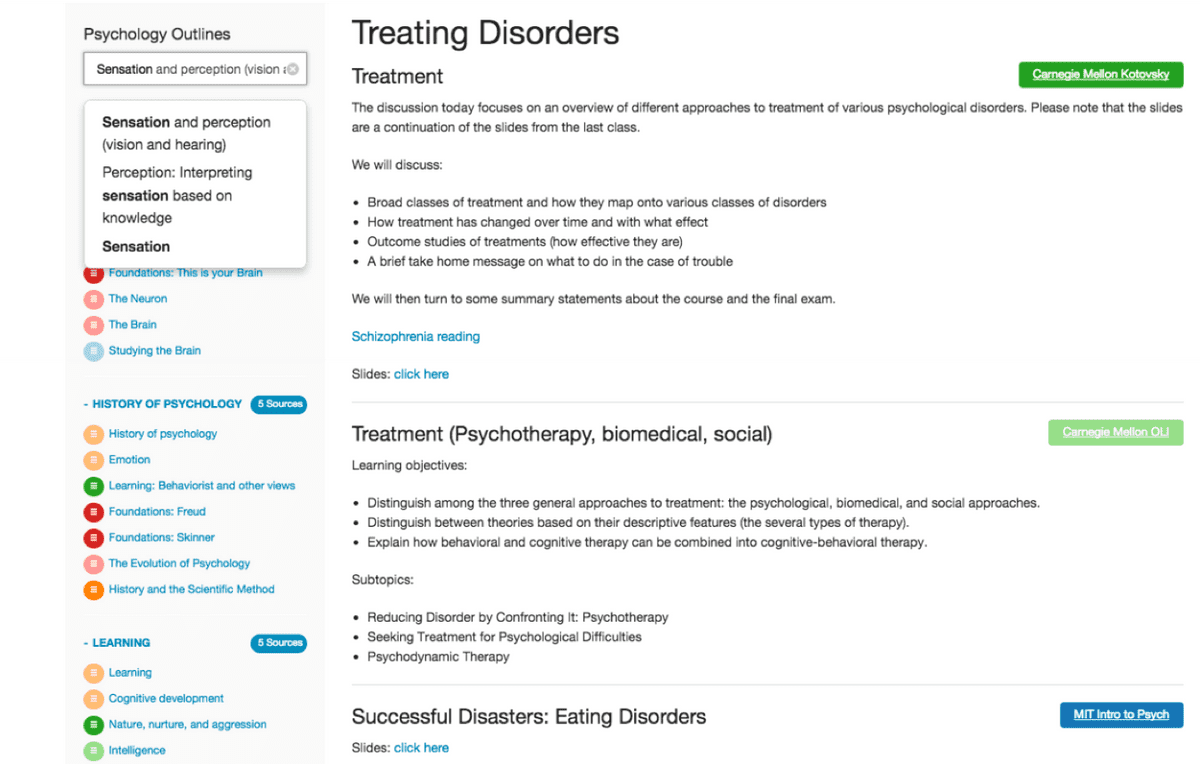 Psychology Outlines
Sensation and perception (vision a
Sensation and perception
(vision and hearing)
Perception: Interpreting
sensation based on
knowledge
Sensation
Foundations: This is your Brain
The Neuron
The Brain
Studying the Brain
- HISTORY OF PSYCHOLOGY 5 Sources
History of psychology
Emotion
Learning: Behaviorist and other views
Foundations: Freud
Foundations: Skinner
The Evolution of Psychology
History and the Scientific Method
- LEARNING 5 Sources
Learning
Cognitive development
Nature, nurture, and aggression
Intelligence
Treating Disorders
Treatment
Carnegie Mellon Kotovsky
The discussion today focuses on an overview of different approaches to treatment of various psychological disorders. Please note that the slides
are a continuation of the slides from the last class.
We will discuss:
• Broad classes of treatment and how they map onto various classes of disorders
• How treatment has changed over time and with what effect
• Outcome studies of treatments (how effective they are)
• A brief take home message on what to do in the case of trouble
We will then turn to some summary statements about the course and the final exam.
Schizophrenia reading
Slides: click here
Treatment (Psychotherapy, biomedical, social)
Carnegie Mellon OLI
Learning objectives:
• Distinguish among the three general approaches to treatment: the psychological, biomedical, and social approaches.
• Distinguish between theories based on their descriptive features (the several types of therapy).
• Explain how behavioral and cognitive therapy can be combined into cognitive-behavioral therapy.
Subtopics:
• Reducing Disorder by Confronting It: Psychotherapy
• Seeking Treatment for Psychological Difficulties
• Psychodynamic Therapy
Successful Disasters: Eating Disorders
MIT Intro to Psych
Slides: click here